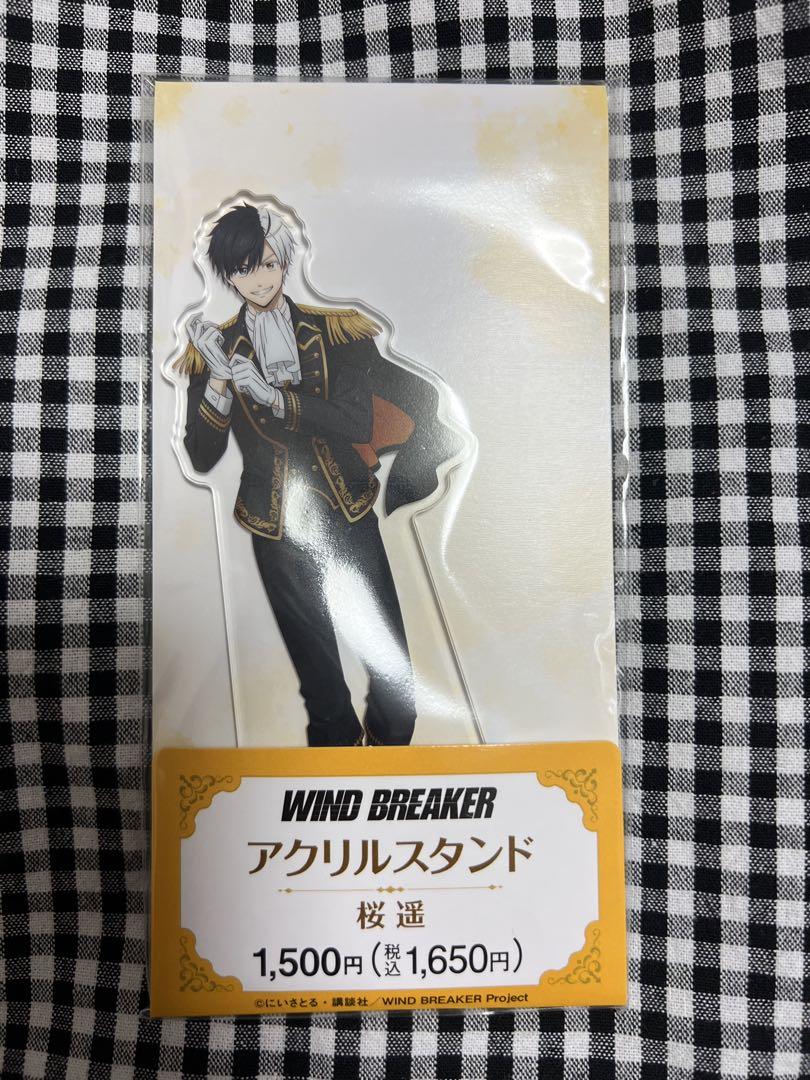 WIND BREAKER
アクリルスタンド
桜 遥
1,500円(税込1,650円)
©にいさとる・講談社/WIND BREAKER Project